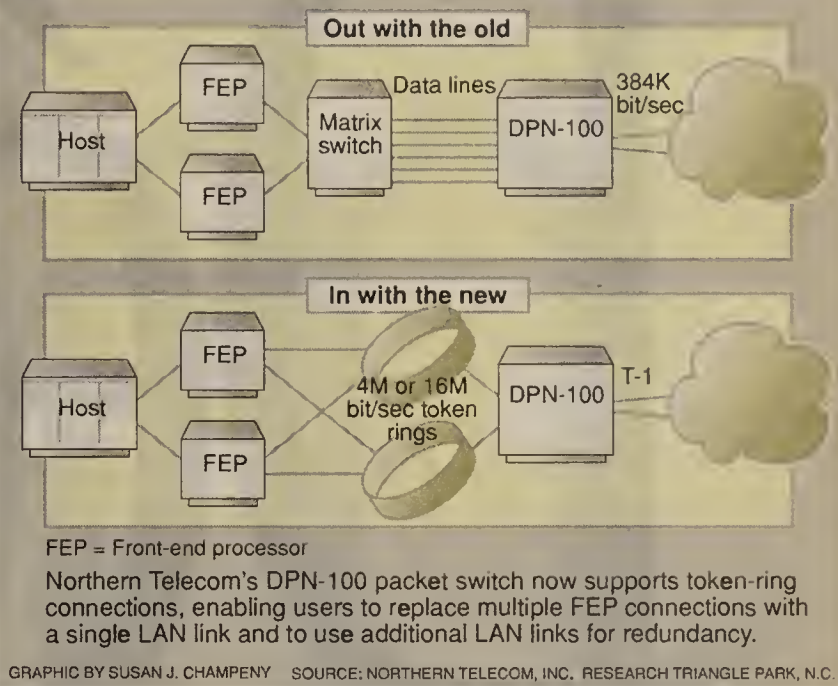 Out with the old
Host
FEP
FEP
Matrix
switch
Data lines
DPN-100
384K
bit/sec
In with the new
Host
FEP
FEP
4M or 16M
bit/sec token
rings
DPN-100
T-1
FEP = Front-end processor
Northern Telecom's DPN-100 packet switch now supports token-ring
connections, enabling users to replace multiple FEP connections with
a single LAN link and to use additional LAN links for redundancy.
GRAPHIC BY SUSAN J. CHAMPENY SOURCE: NORTHERN TELECOM, INC. RESEARCH TRIANGLE PARK, N.C.